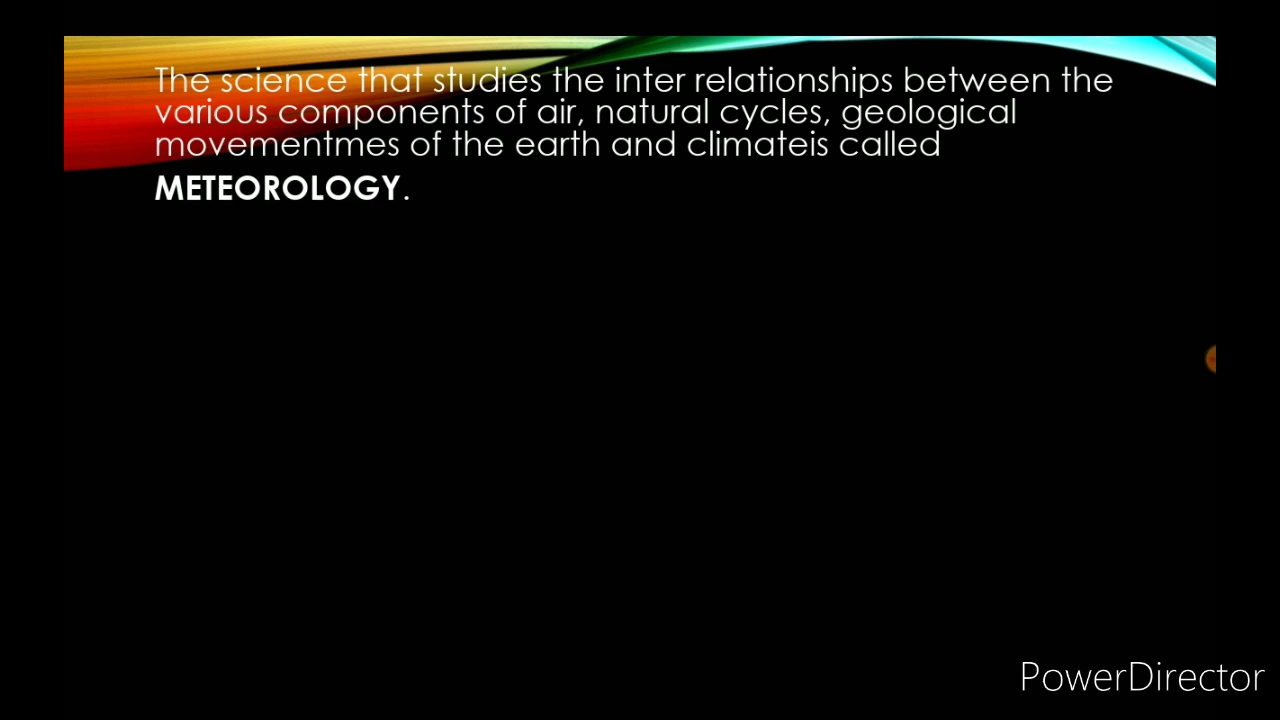 The science that studies the inter relationships between the
various components of air, natural cycles, geological
movementmes of the earth and climateis called
METEOROLOGY.
PowerDirector